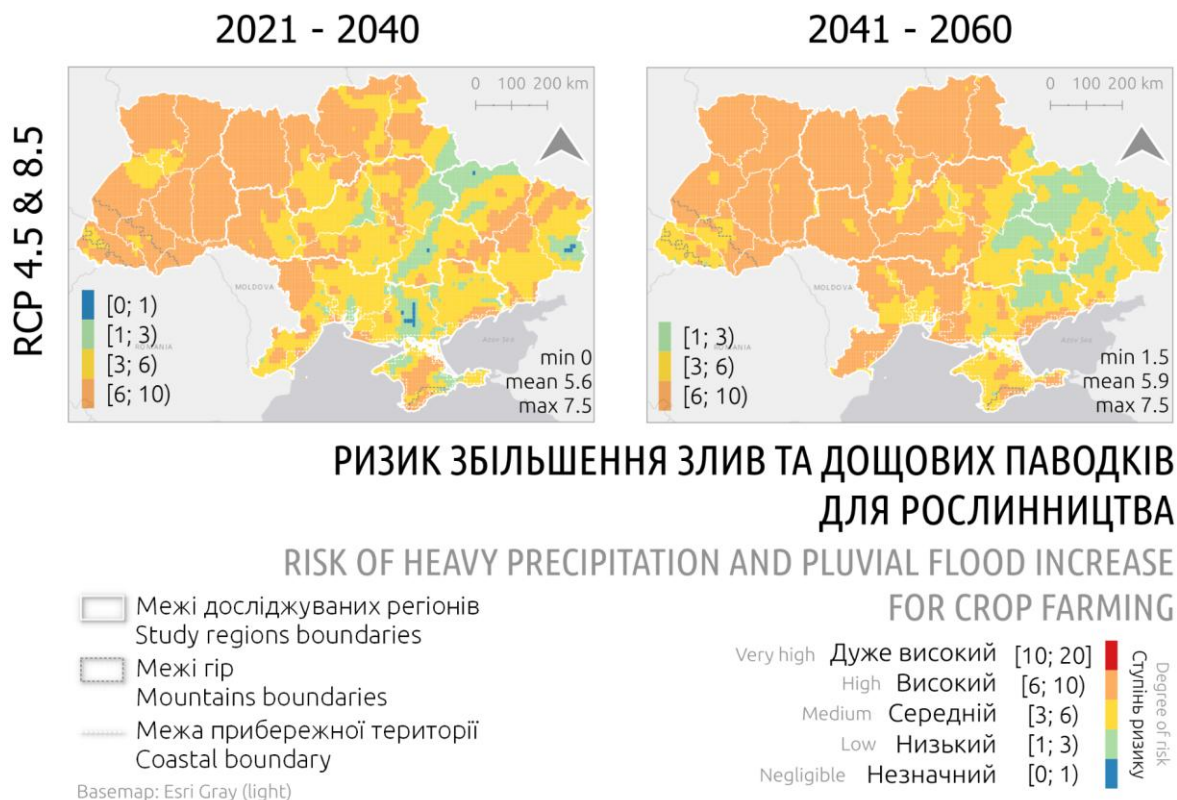 2021 - 2040
2041 - 2060
RCP 4.5 & 8.5
0 100 200 km
MOLDOVA
ROMANIA
Azov Sea
[0; 1)
[1; 3)
[3; 6)
[6; 10)
min 0
mean 5.6
max 7.5
0 100 200 km
MOLDOVA
ROMANIA
Azov Sea
[1; 3)
[3; 6)
[6; 10)
min 1.5
mean 5.9
max 7.5
РИЗИК ЗБІЛЬШЕННЯ ЗЛИВ ТА ДОЩОВИХ ПАВОДКІВ
ДЛЯ РОСЛИННИЦТВА
RISK OF HEAVY PRECIPITATION AND PLUVIAL FLOOD INCREASE
FOR CROP FARMING
Межі досліджуваних регіонів
Study regions boundaries
Межі гір
Mountains boundaries
Межа прибережної території
Coastal boundary
Basemap: Esri Gray (light)
Very high Дуже високий [10; 20]
High Високий [6; 10)
Medium Середній [3; 6)
Low Низький [1; 3)
Negligible Незначний [0; 1)
Ступінь ризику
Degree of risk